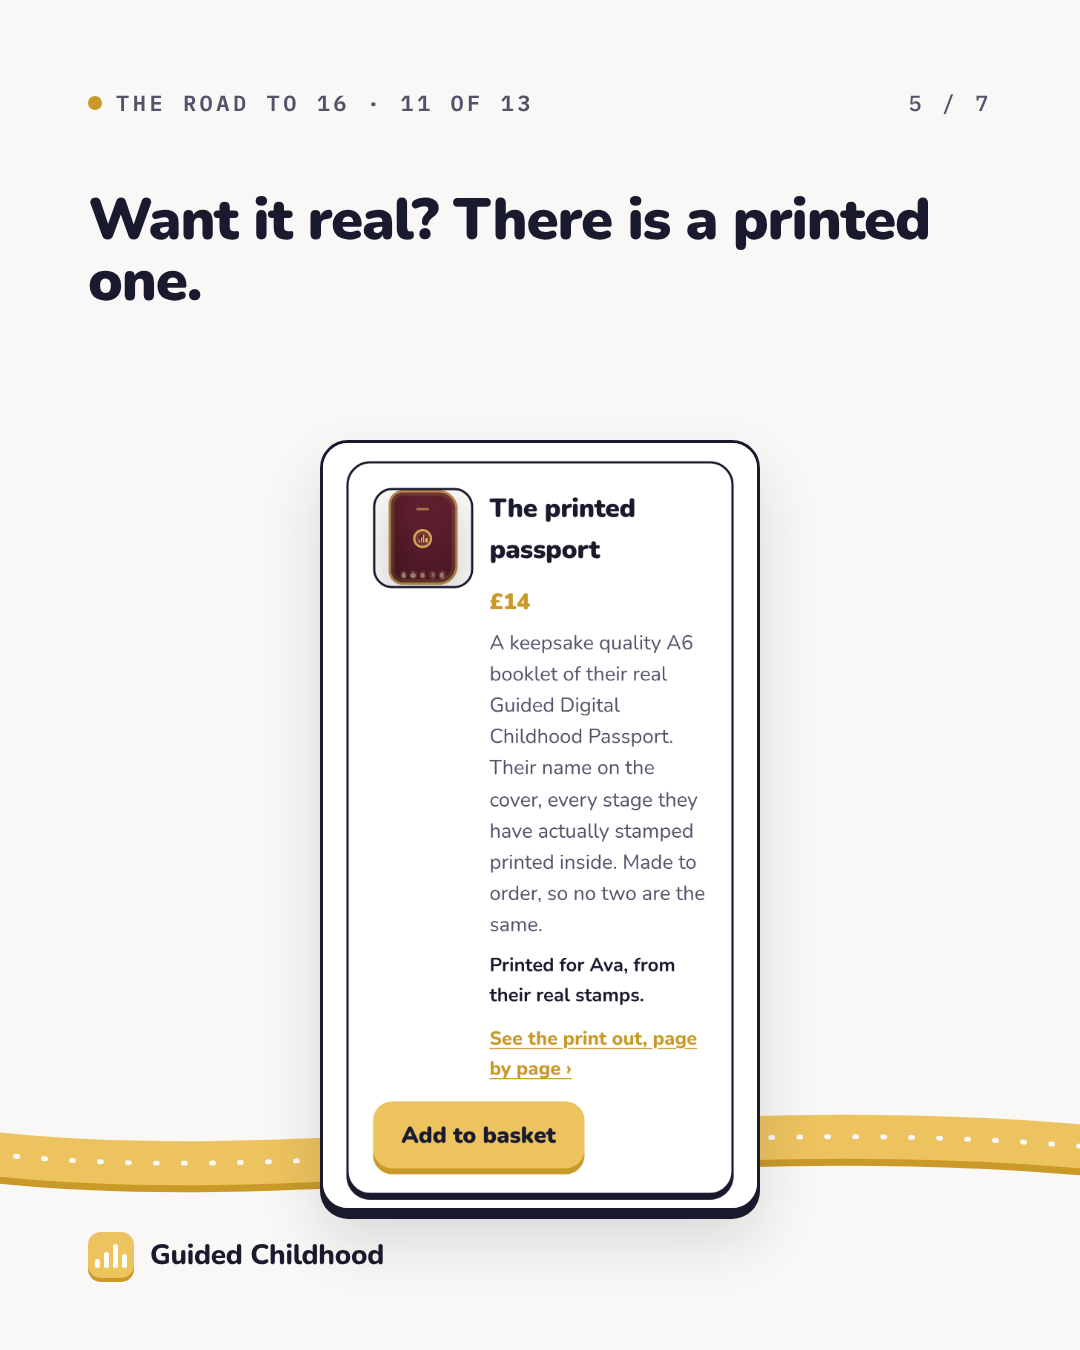 THE ROAD TO 16 · 11 OF 13
5 / 7
Want it real? There is a printed
one.
The printed
passport
£14
A keepsake quality A6
booklet of their real
Guided Digital
Childhood Passport.
Their name on the
cover, every stage they
have actually stamped
printed inside. Made to
order, so no two are the
same.
Printed for Ava, from
their real stamps.
See the print out, page
by page ›
Add to basket
Guided Childhood